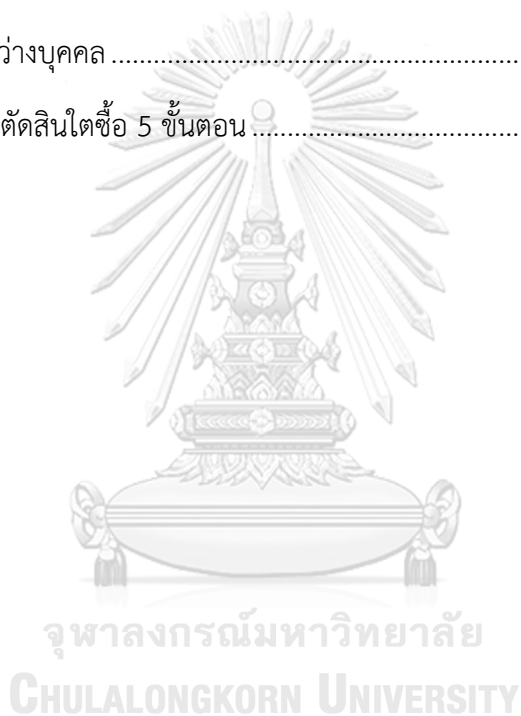 ว่างบุคคล ........................................................
ตัดสินใตซื้อ 5 ขั้นตอน ....................................
จุฬาลงกรณ์มหาวิทยาลัย
CHULALONGKORN UNIVERSITY